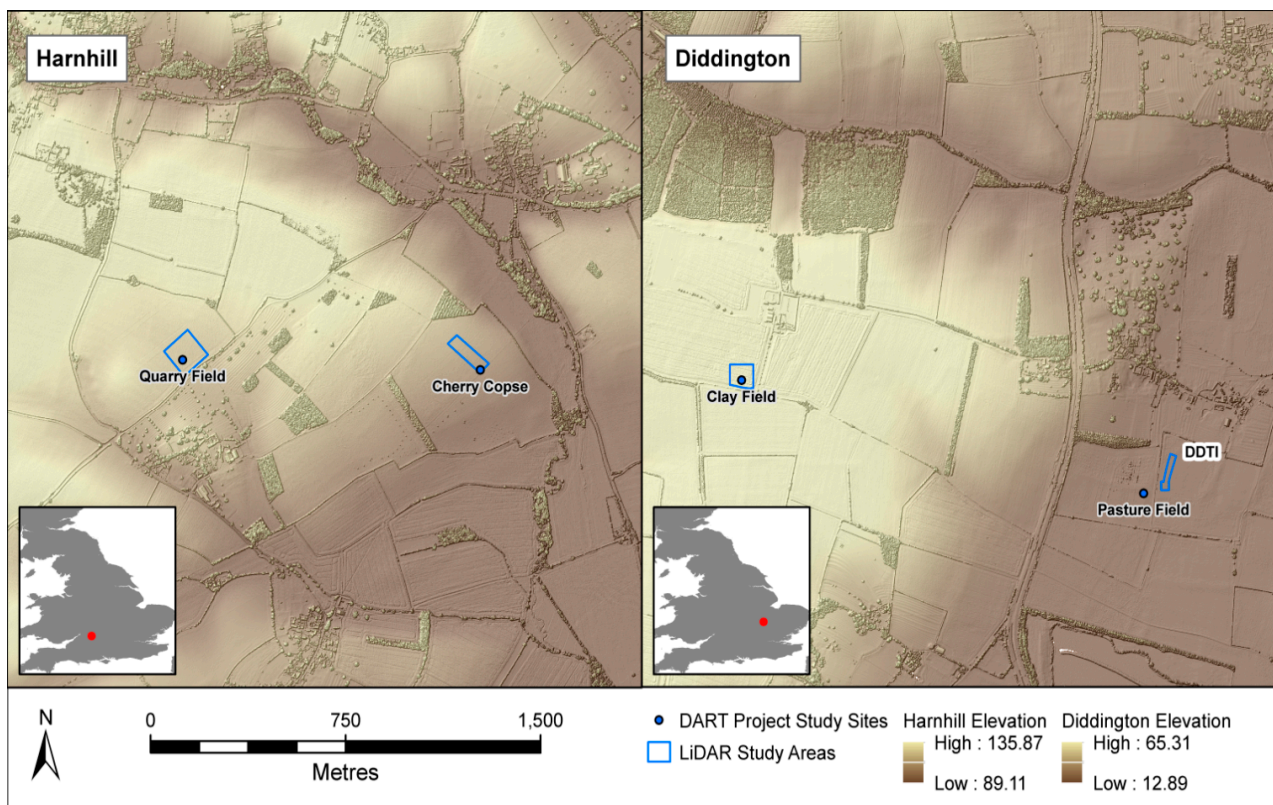 Harnhill
Diddington
Quarry Field
Cherry Copse
Clay Field
DDTI
Pasture Field
N
0 750 1,500
Metres
DART Project Study Sites
LiDAR Study Areas
Harnhill Elevation
High : 135.87
Low : 89.11
Diddington Elevation
High : 65.31
Low : 12.89